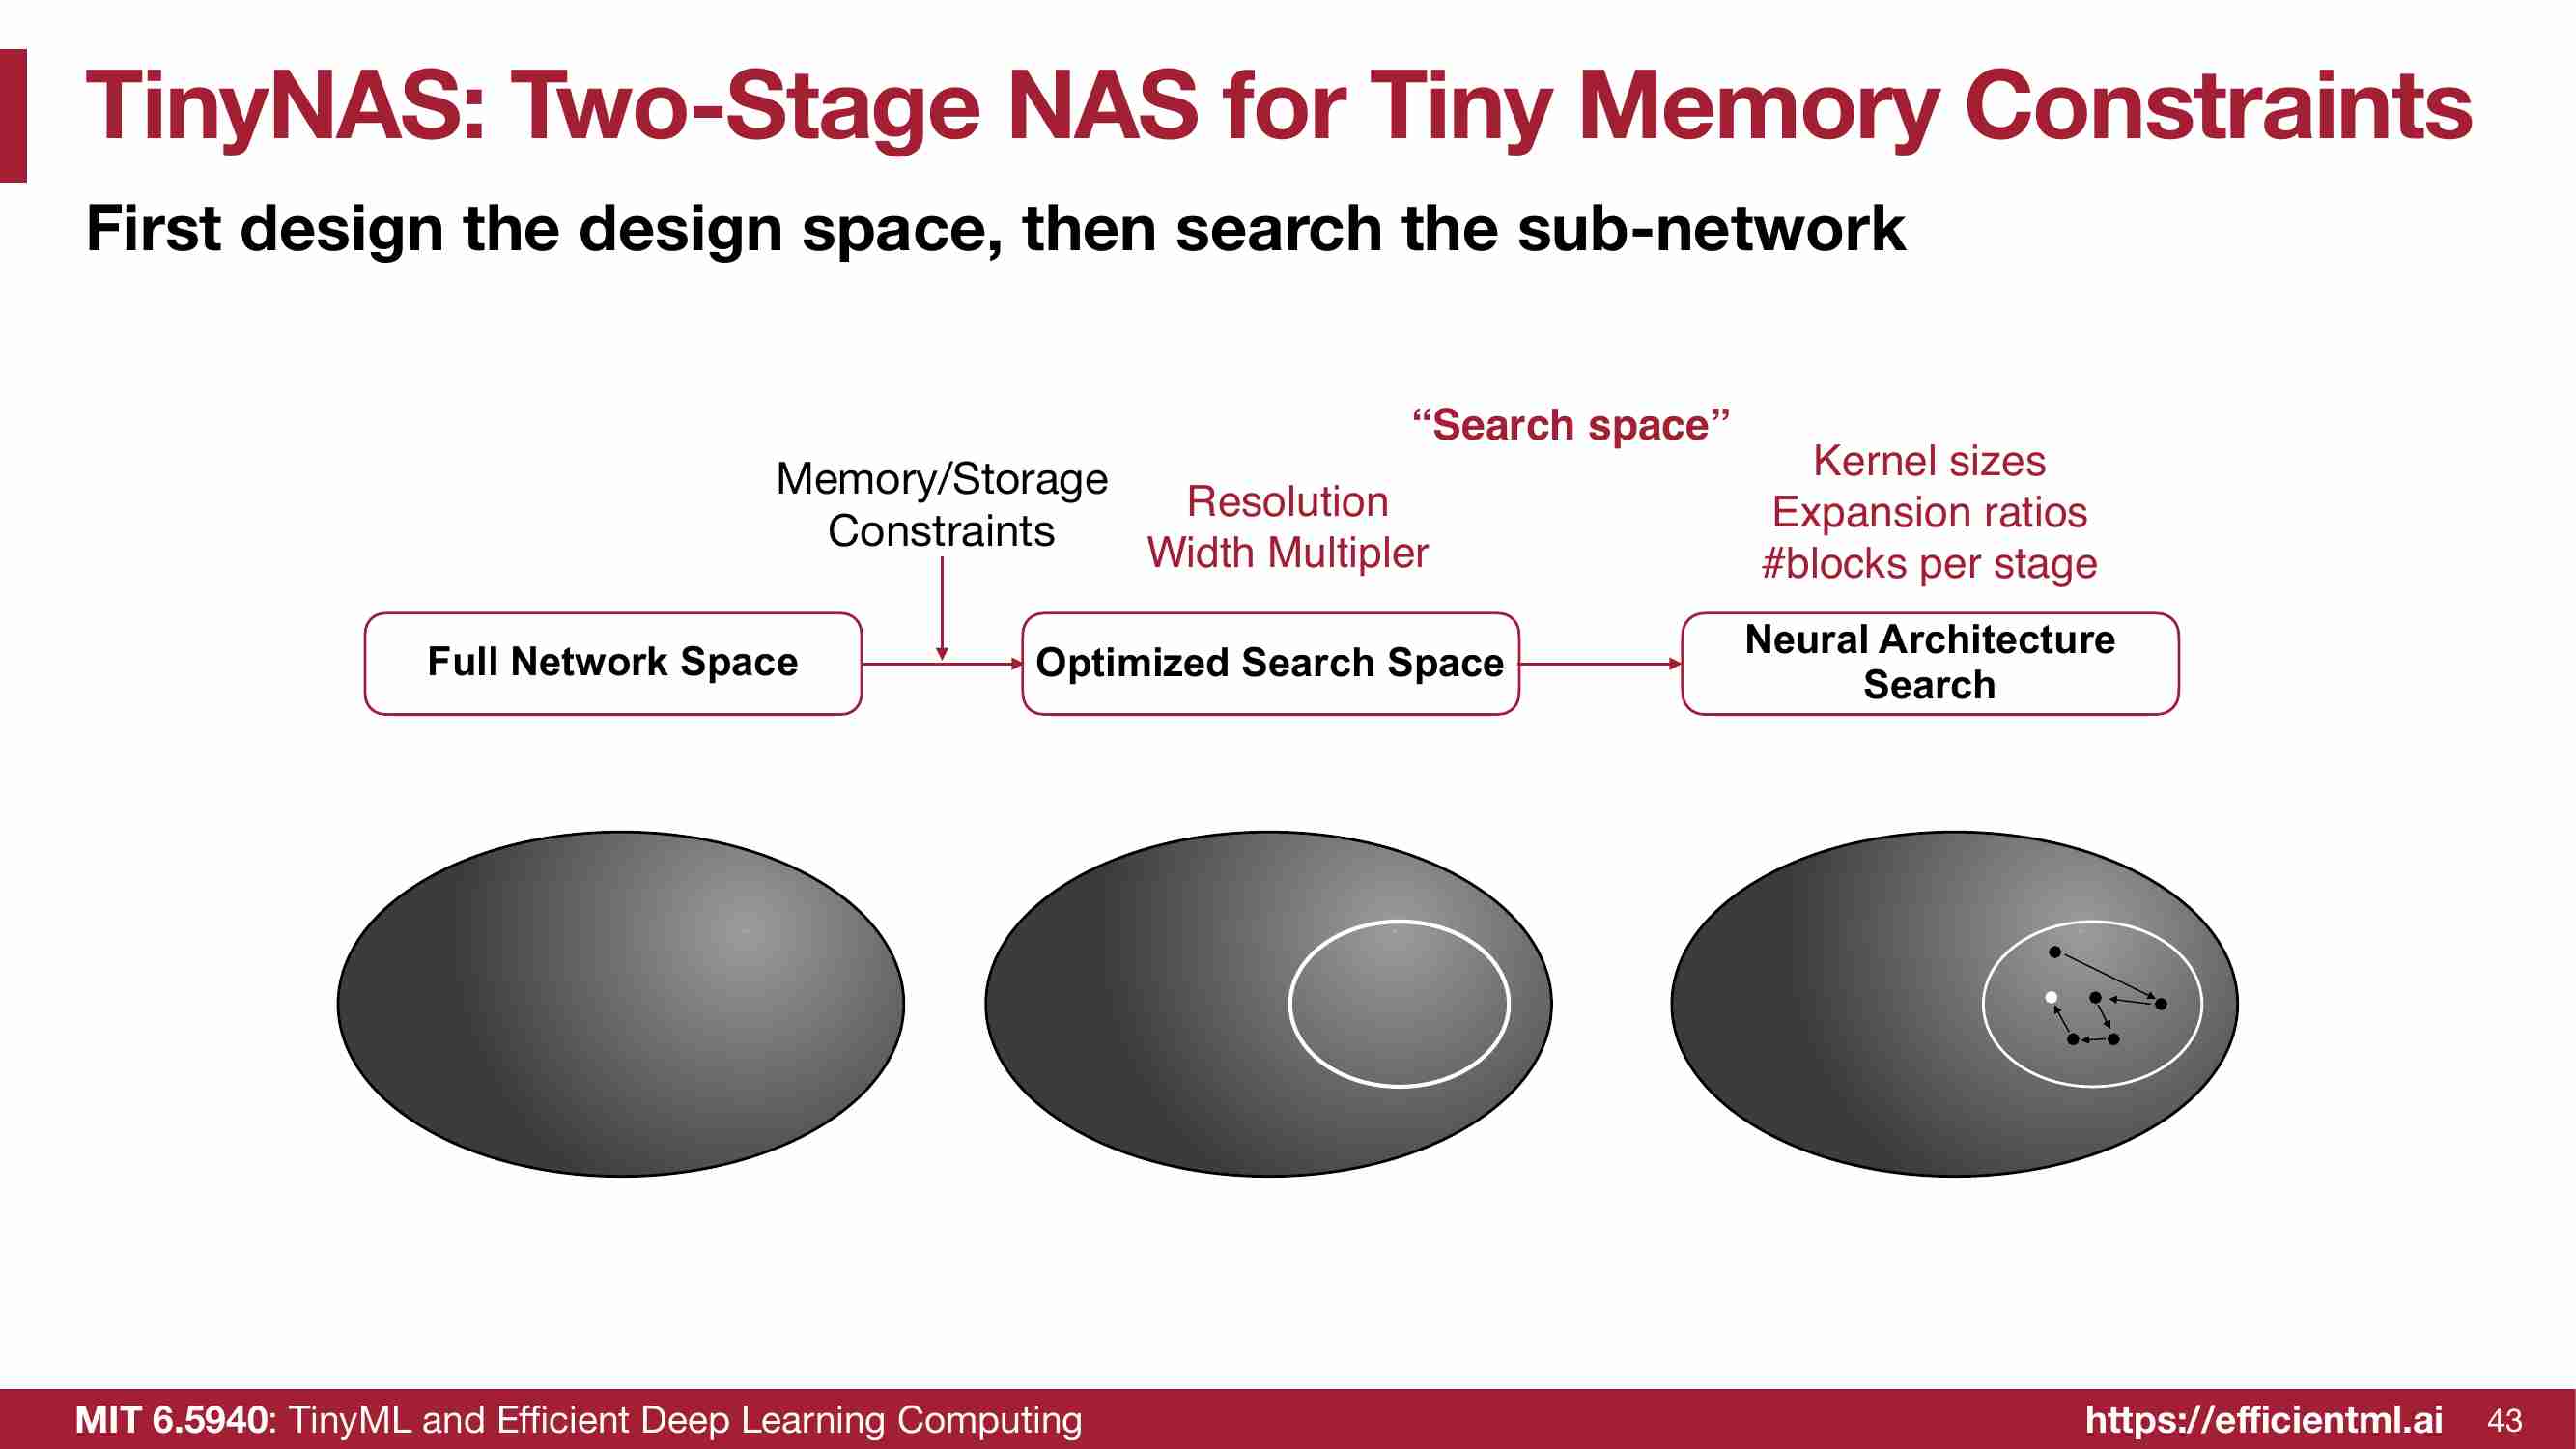 TinyNAS: Two-Stage NAS for Tiny Memory Constraints
First design the design space, then search the sub-network
“Search space”
Memory/Storage
Constraints
Resolution
Width Multipler
Kernel sizes
Expansion ratios
#blocks per stage
Full Network Space
Optimized Search Space
Neural Architecture
Search
MIT 6.5940: TinyML and Efficient Deep Learning Computing
https://efficientml.ai
43